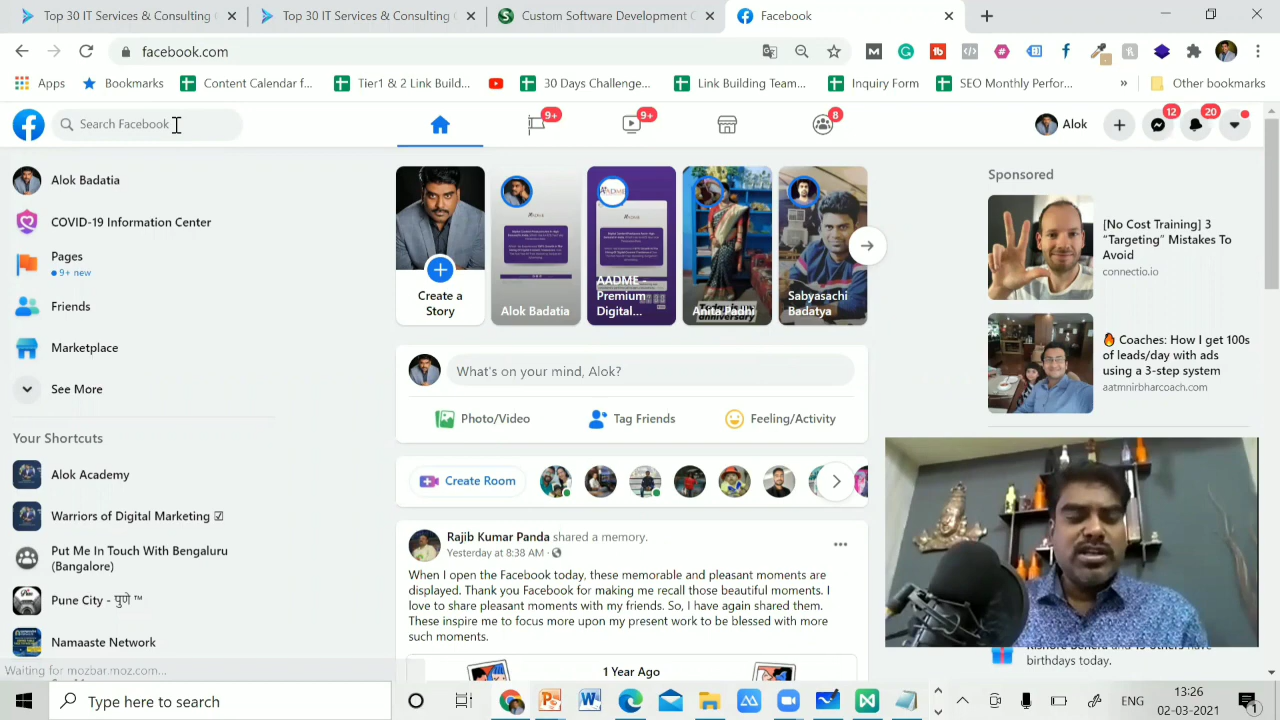 Top 30 IT Services & Consulting C
Top 30 IT Services & Consulting C
Custom Software Development C
Facebook
facebook.com
Apps
Bookmarks
Content Calendar f...
Tier1 & 2 Link Build...
30 Days Challenge...
Link Building Team...
Inquiry Form
SEO Monthly Perfor...
»
Other bookmarks
Search Facebook
9+
9+
8
Alok
12
20
Alok Badatia
COVID-19 Information Center
Pages
9+ new
Friends
Marketplace
See More
Your Shortcuts
Alok Academy
Warriors of Digital Marketing ☑
Put Me In Touch With Bengaluru
(Bangalore)
Pune City - पुणे ™
Namaaste Network
Waiting for mozbar.moz.com...
Create a
Story
Alok Badatia
AADME -
Premium
Digital...
Anita Padhi
anniversary
Sabyasachi
Badatya
What's on your mind, Alok?
Photo/Video
Tag Friends
Feeling/Activity
Create Room
Rajib Kumar Panda shared a memory.
Yesterday at 8:38 AM ·
When I open the Facebook today, these memorable and pleasant moments are
displayed. Thank you Facebook for making me recall those beautiful moments. I
love to share pleasant moments with my friends. So, I have again shared them.
These inspire me to focus more upon my present work to be blessed with more
such moments.
1 Year Ago
Sponsored
[No Cost Training] 3
“Targeting” Mistakes To
Avoid
connectio.io
🔥 Coaches: How I get 100s
of leads/day with ads
using a 3-step system
aatmnirbharcoach.com
birthdays today.
Type here to search
ENG
13:26
02-03-2021
1